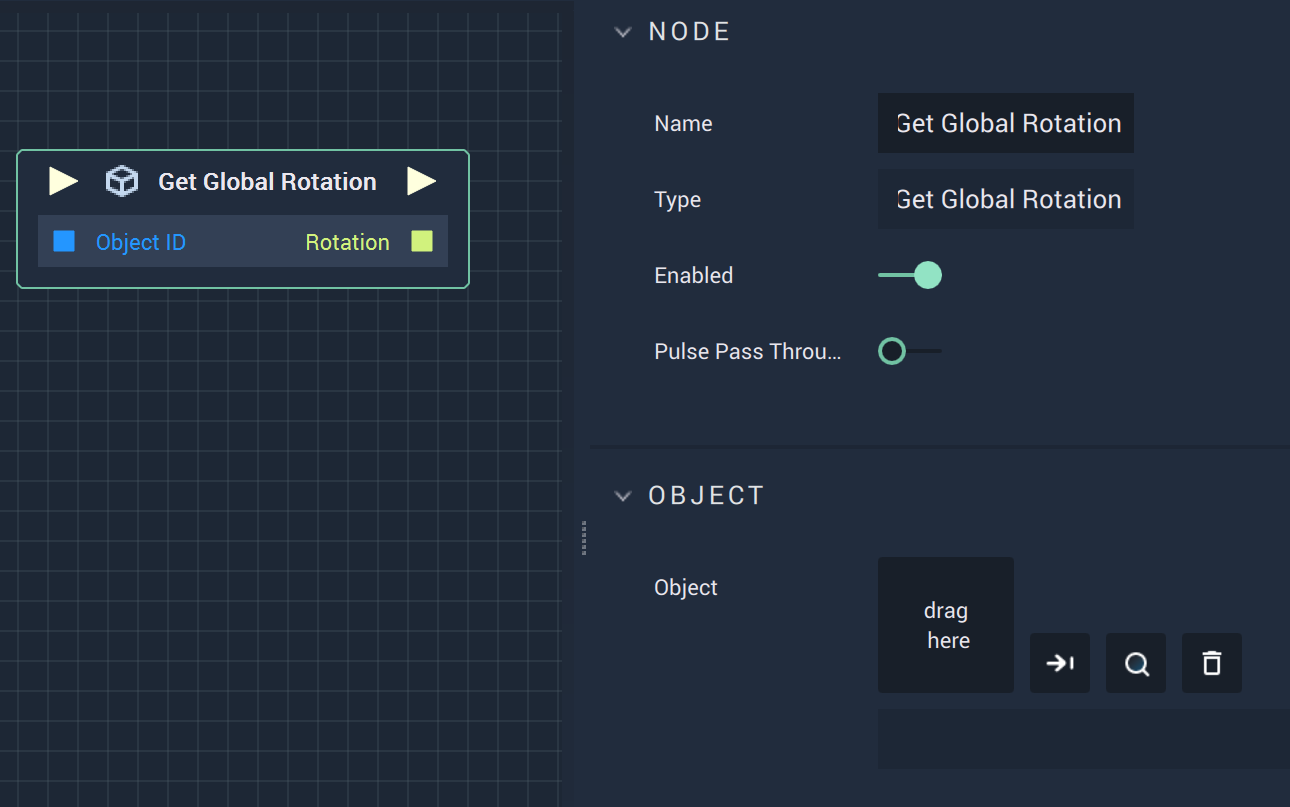 Get Global Rotation
Object ID
Rotation
NODE
Name
Get Global Rotation
Type
Get Global Rotation
Enabled
Pulse Pass Throu...
OBJECT
Object
drag
here